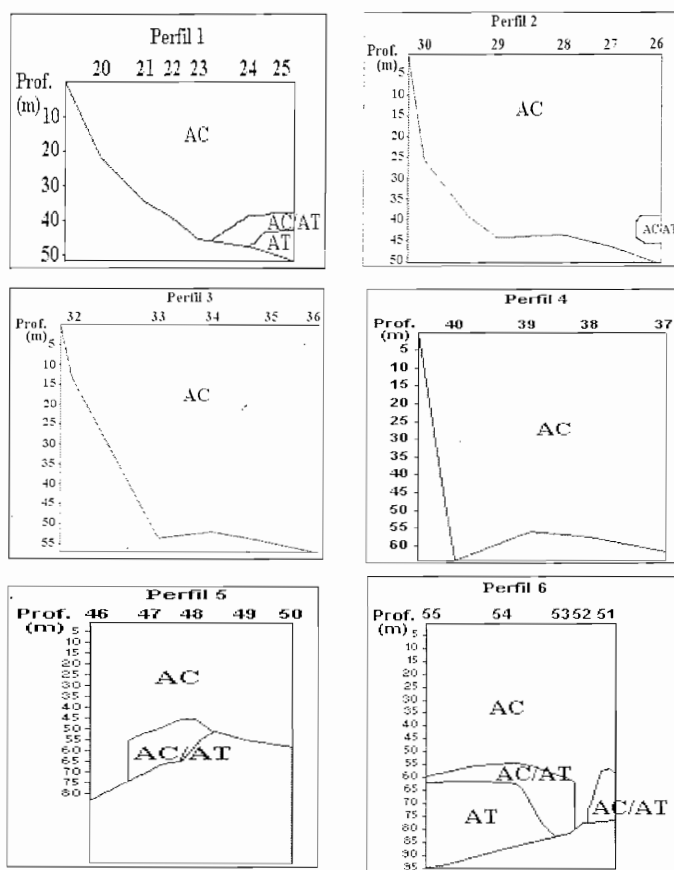 Perfil 1
20 21 22 23 24 25
Prof.
(m)
10
20
30
40
50
AC
AC/AT
AT
Perfil 2
30 29 28 27 26
Prof.
(m)
5
10
15
20
25
30
35
40
45
50
AC
AC/AT
Perfil 3
32 33 34 35 36
Prof.
(m)
5
10
15
20
25
30
35
40
45
50
55
AC
Perfil 4
Prof. 40 39 38 37
(m)
5
10
15
20
25
30
35
40
45
50
55
60
AC
Perfil 5
Prof.
46 47 48 49 50
(m)
1
5
10
15
20
25
30
35
40
45
50
55
60
65
70
75
80
AC
AC/AT
Perfil 6
Prof. 55 54 53 52 51
(m)
1
5
10
15
20
25
30
35
40
45
50
55
60
65
70
75
80
85
90
95
AC
AC/AT
AT
AC/AT